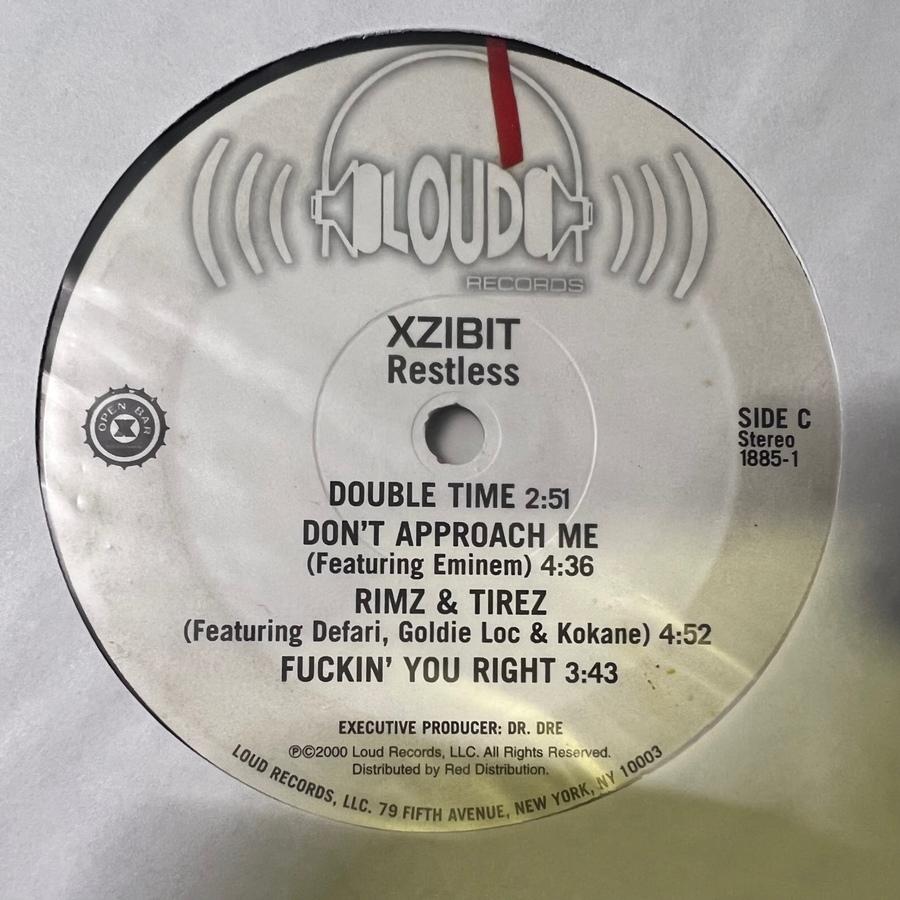 LOUD
RECORDS
XZIBIT
Restless
OPEN BAR
SIDE C
Stereo
1885-1
DOUBLE TIME 2:51
DON'T APPROACH ME
(Featuring Eminem) 4:36
RIMZ & TIREZ
(Featuring Defari, Goldie Loc & Kokane) 4:52
FUCKIN' YOU RIGHT 3:43
EXECUTIVE PRODUCER: DR. DRE
℗©2000 Loud Records, LLC. All Rights Reserved.
Distributed by Red Distribution.
LOUD RECORDS, LLC. 79 FIFTH AVENUE, NEW YORK, NY 10003